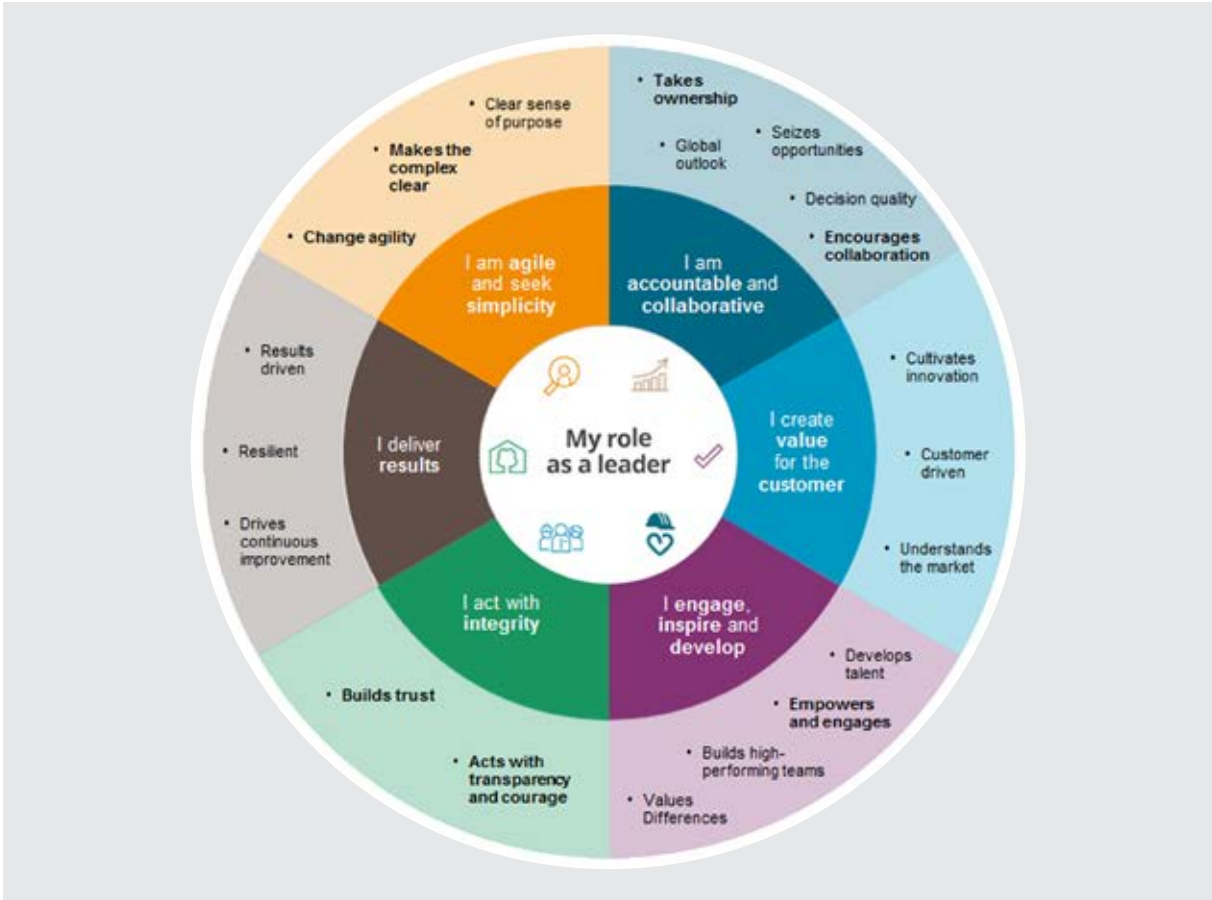 My role
as a leader
I am agile
and seek
simplicity
• Clear sense
of purpose
• Makes the
complex
clear
• Change agility
I am
accountable and
collaborative
• Takes
ownership
• Global
outlook
• Seizes
opportunities
• Decision quality
• Encourages
collaboration
I create
value
for the
customer
• Cultivates
innovation
• Customer
driven
• Understands
the market
I engage,
inspire and
develop
• Develops
talent
• Empowers
and engages
• Builds high-
performing teams
• Values
Differences
I act with
integrity
• Builds trust
• Acts with
transparency
and courage
I deliver
results
• Results
driven
• Resilient
• Drives
continuous
improvement